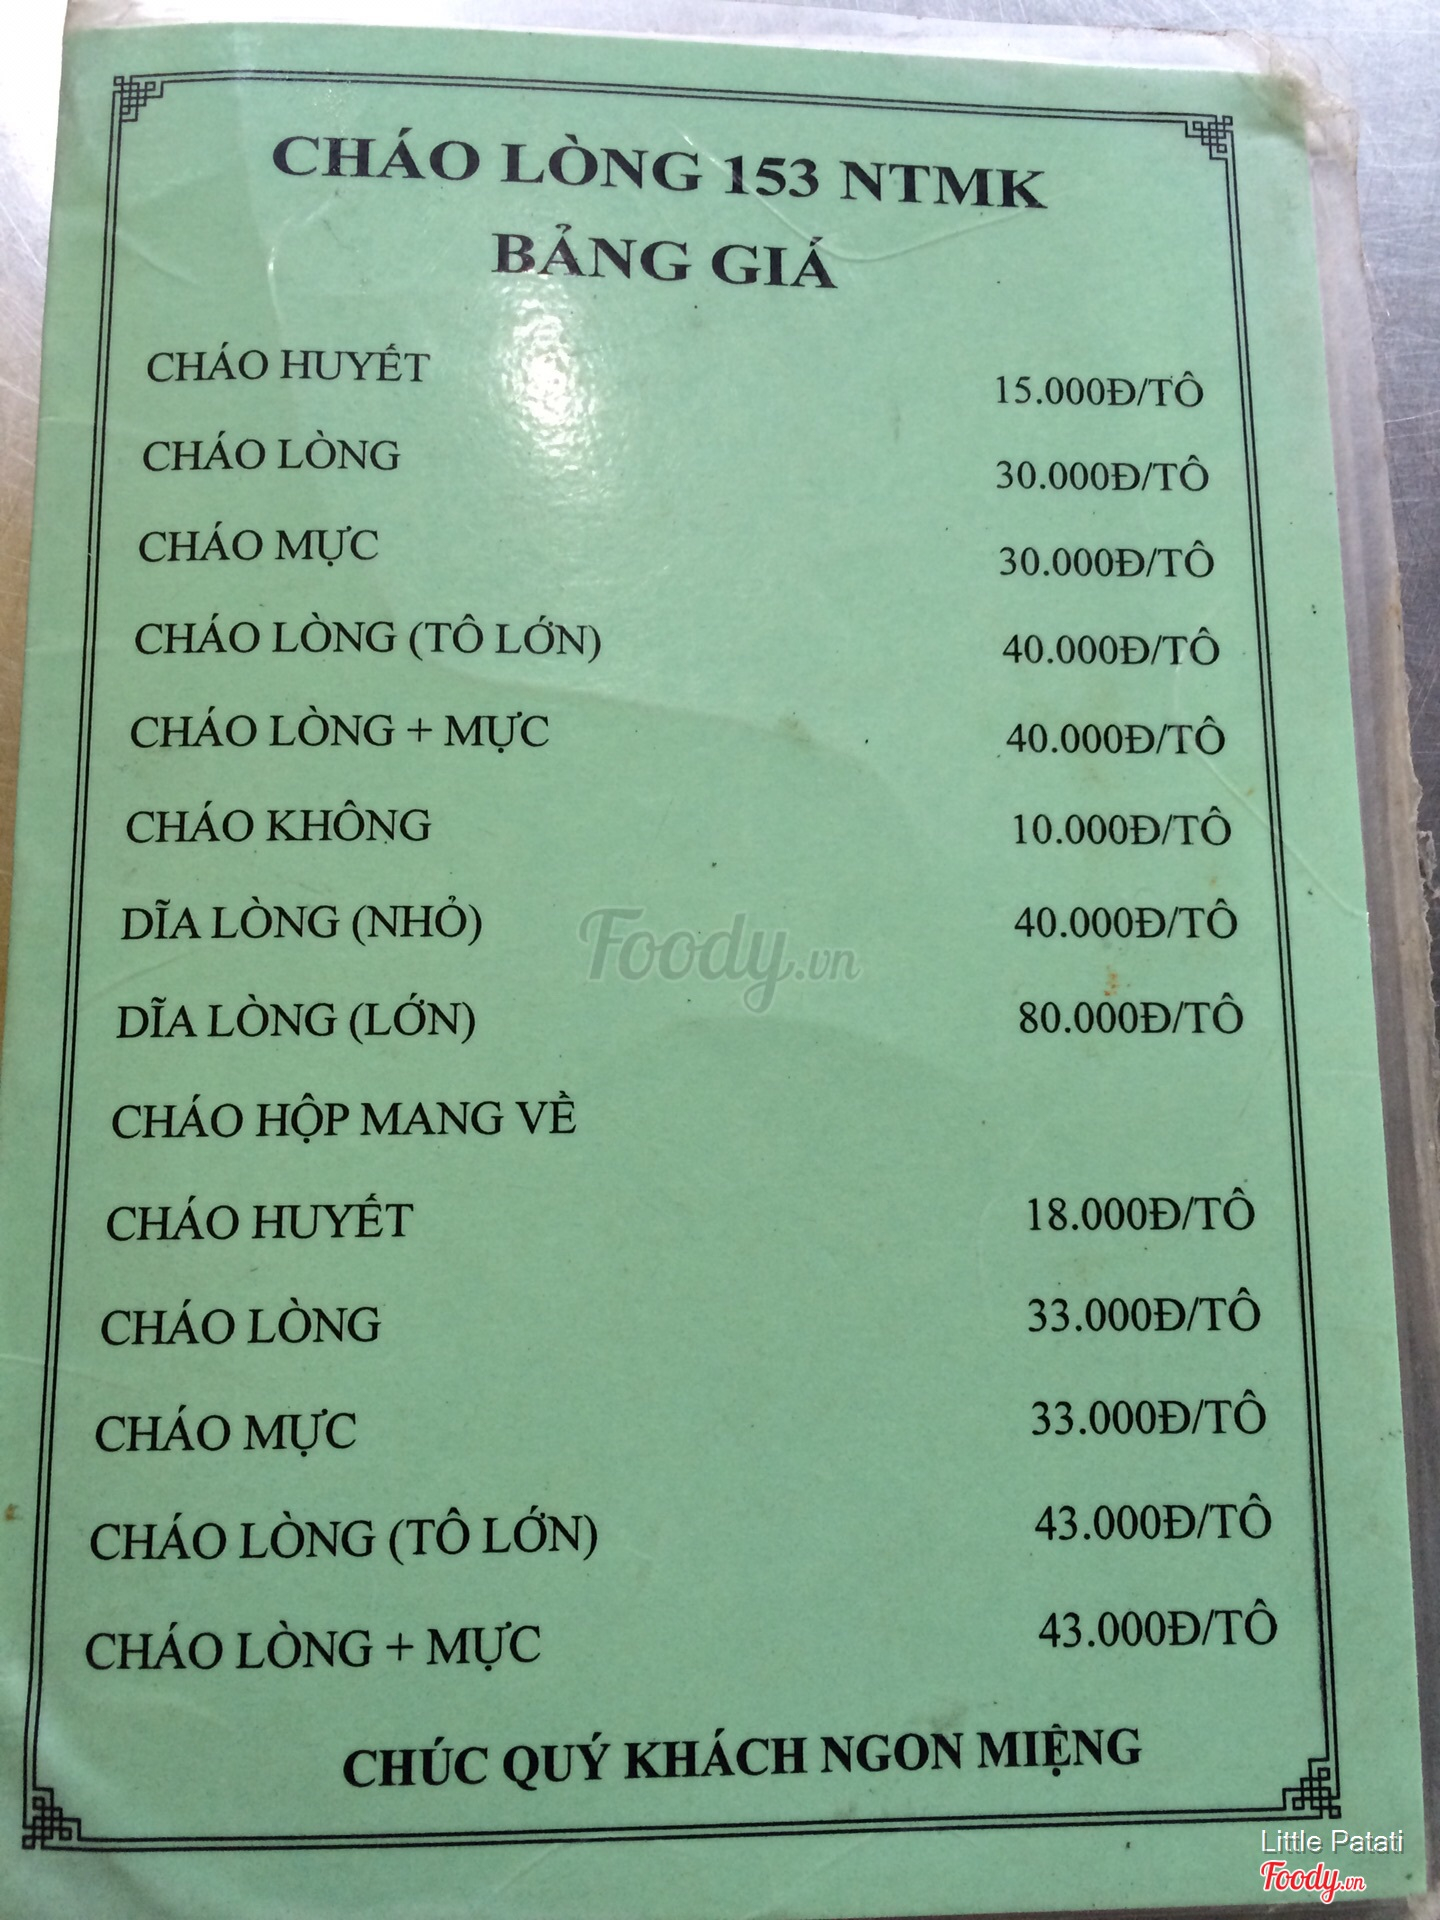 CHÁO LÒNG 153 NTMK
BẢNG GIÁ
CHÁO HUYẾT 15.000Đ/TÔ
CHÁO LÒNG 30.000Đ/TÔ
CHÁO MỰC 30.000Đ/TÔ
CHÁO LÒNG (TÔ LỚN) 40.000Đ/TÔ
CHÁO LÒNG + MỰC 40.000Đ/TÔ
CHÁO KHÔNG 10.000Đ/TÔ
DĨA LÒNG (NHỎ) 40.000Đ/TÔ
DĨA LÒNG (LỚN) 80.000Đ/TÔ
CHÁO HỘP MANG VỀ
CHÁO HUYẾT 18.000Đ/TÔ
CHÁO LÒNG 33.000Đ/TÔ
CHÁO MỰC 33.000Đ/TÔ
CHÁO LÒNG (TÔ LỚN) 43.000Đ/TÔ
CHÁO LÒNG + MỰC 43.000Đ/TÔ
CHÚC QUÝ KHÁCH NGON MIỆNG
Foody.vn
Little Patati
Foody.vn